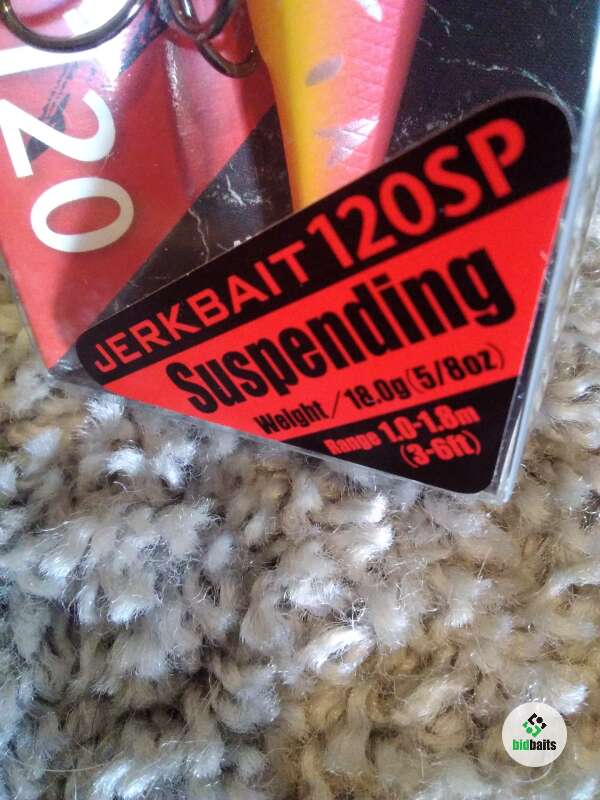 120
JERKBAIT 120SP
Suspending
Weight/18.0g(5/8oz)
Range 1.0-1.8m
(3-6ft)
bidbaits